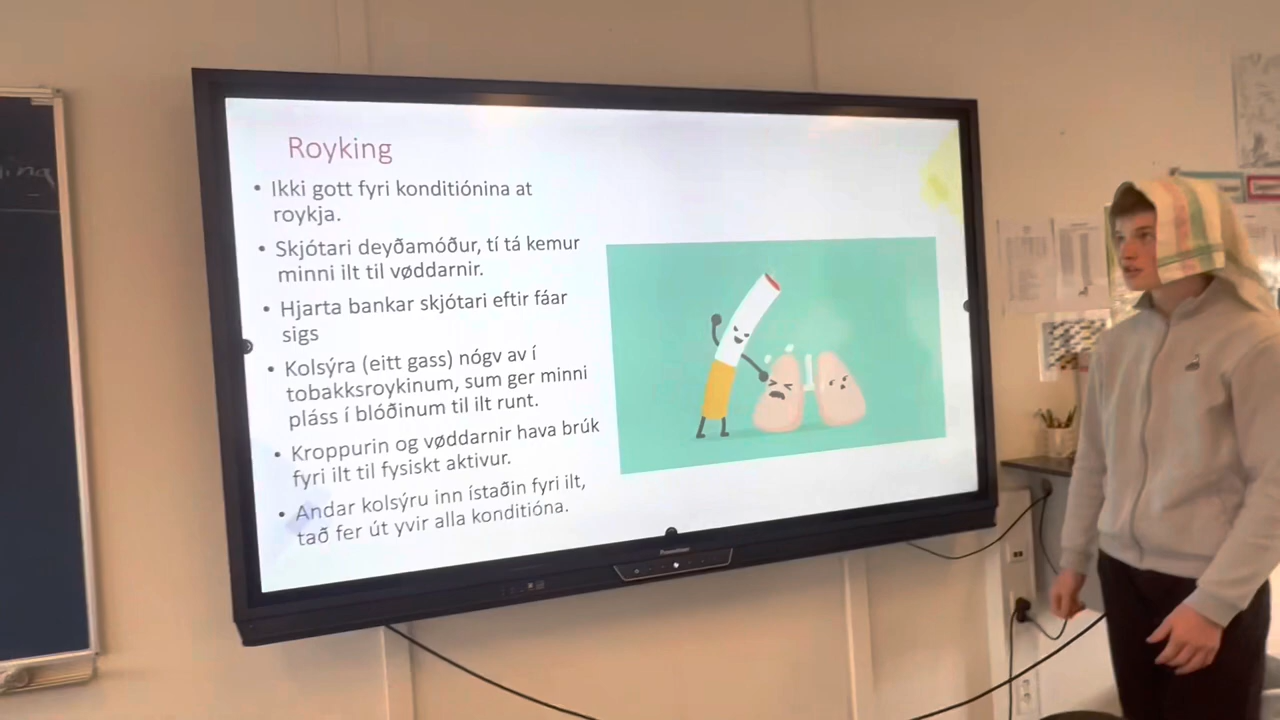 Royking
• Ikki gott fyri konditiónina at
roykja.
• Skjótari deyðamóður, tí tá kemur
minni ilt til vøddarnir.
• Hjarta bankar skjótari eftir fáar
sigs
• Kolsýra (eitt gass) nógv av í
tobakksroykinum, sum ger minni
pláss í blóðinum til ilt runt.
• Kroppurin og vøddarnir hava brúk
fyri ilt til fysiskt aktivur.
• Andar kolsýru inn ístaðin fyri ilt,
tað fer út yvir alla konditióna.
Promethean